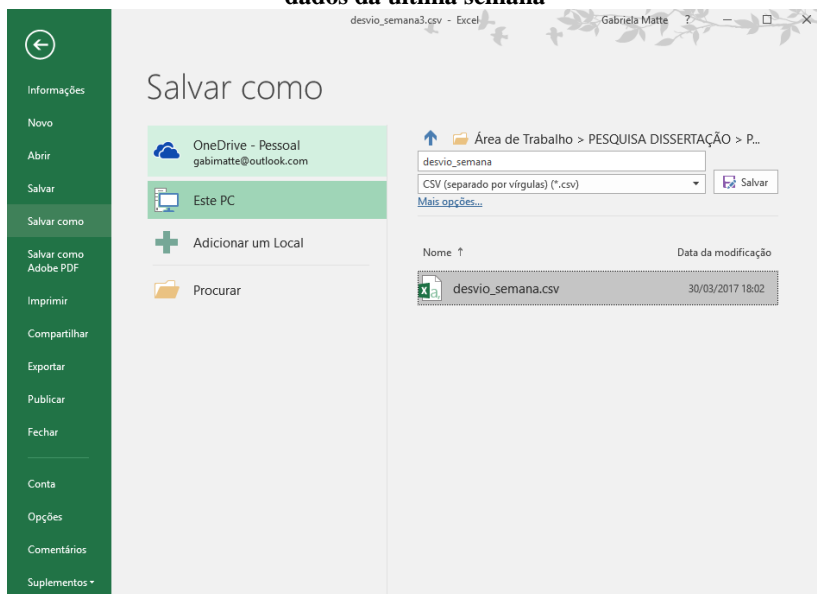 dados da última semana
desvio_semana3.csv - Excel
Gabriela Matte
?
Informações
Novo
Abrir
Salvar
Salvar como
Salvar como
Adobe PDF
Imprimir
Compartilhar
Exportar
Publicar
Fechar
Conta
Opções
Comentários
Suplementos
Salvar como
OneDrive - Pessoal
gabimatte@outlook.com
Este PC
Adicionar um Local
Procurar
Área de Trabalho > PESQUISA DISSERTAÇÃO > P...
desvio_semana
CSV (separado por vírgulas) (*.csv)
Salvar
Mais opções...
Nome ↑ Data da modificação
desvio_semana.csv 30/03/2017 18:02